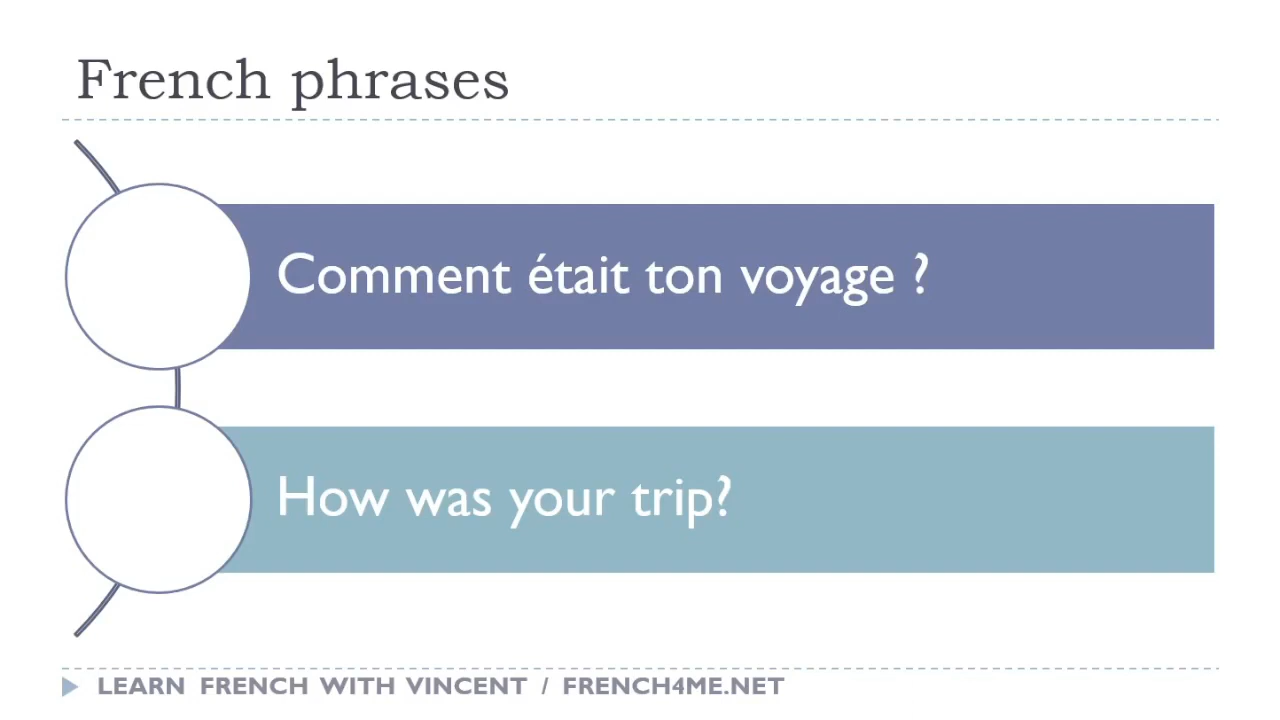 French phrases
Comment était ton voyage ?
How was your trip?
LEARN FRENCH WITH VINCENT / FRENCH4ME.NET